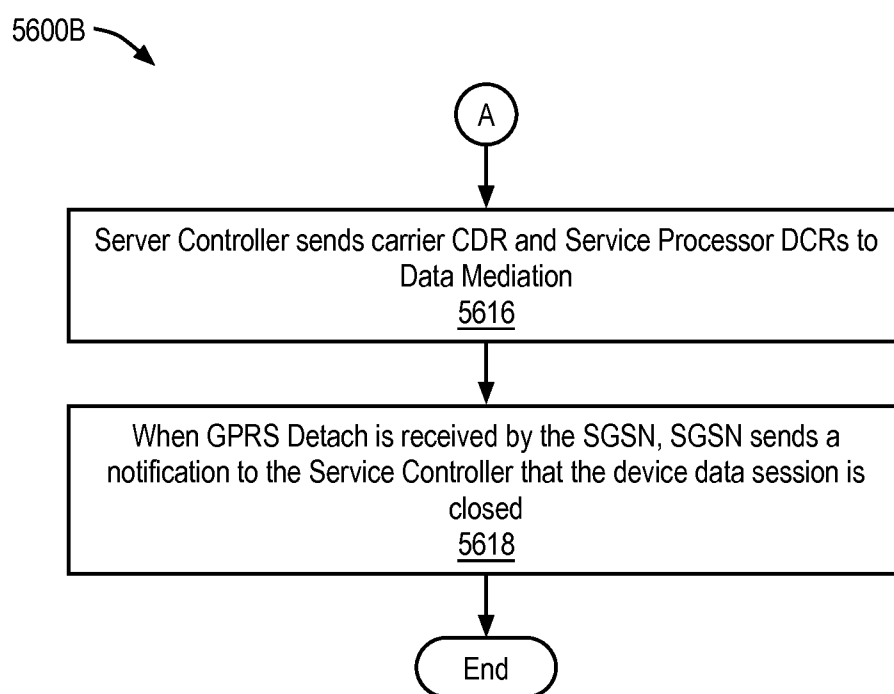 5600B
A
Server Controller sends carrier CDR and Service Processor DCRs to
Data Mediation
5616
When GPRS Detach is received by the SGSN, SGSN sends a
notification to the Service Controller that the device data session is
closed
5618
End